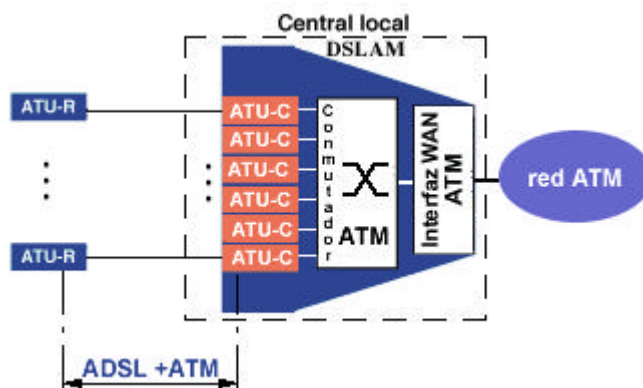 Central local
DSLAM
ATU-R
ATU-C
ATU-C
ATU-C
ATU-C
ATU-C
ATU-R
ATU-C
Conmutador
ATM
Interfaz WAN
ATM
red ATM
ADSL +ATM